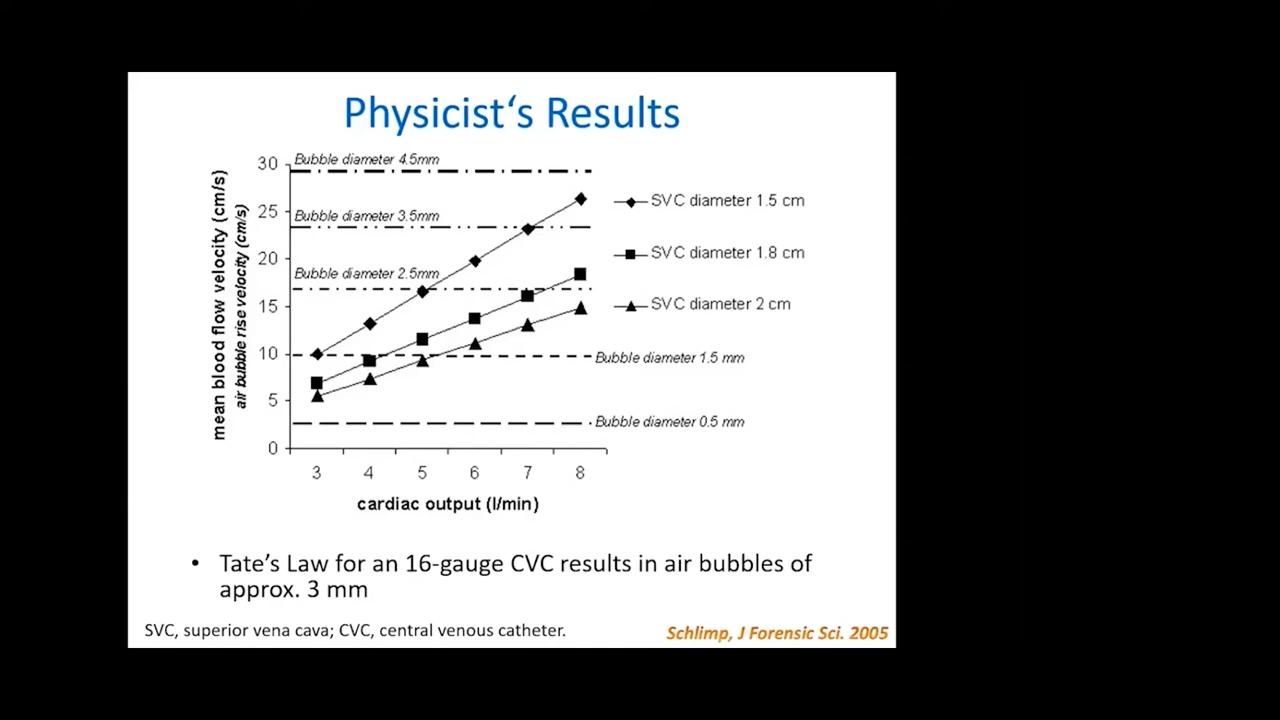 Physicist‘s Results
mean blood flow velocity (cm/s)
air bubble rise velocity (cm/s)
30
25
20
15
10
5
0
Bubble diameter 4.5mm
Bubble diameter 3.5mm
Bubble diameter 2.5mm
Bubble diameter 1.5 mm
Bubble diameter 0.5 mm
SVC diameter 1.5 cm
SVC diameter 1.8 cm
SVC diameter 2 cm
3 4 5 6 7 8
cardiac output (l/min)
• Tate’s Law for an 16-gauge CVC results in air bubbles of
approx. 3 mm
SVC, superior vena cava; CVC, central venous catheter.
Schlimp, J Forensic Sci. 2005